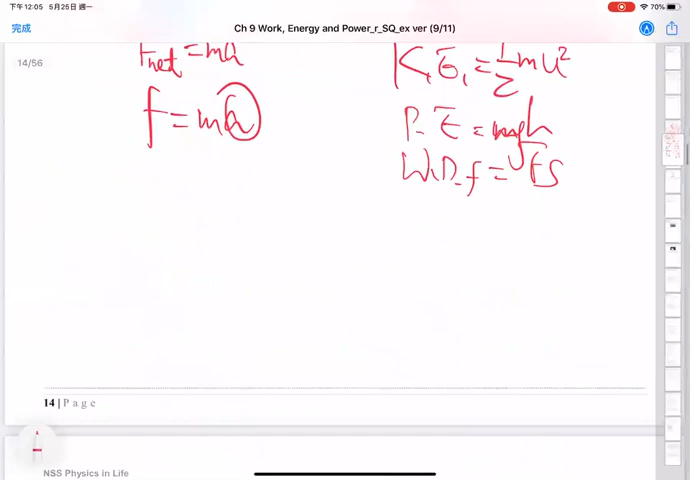 下午12:05 5月25日 週一
70%
完成
Ch 9 Work, Energy and Power_r_SQ_ex ver (9/11)
14/56
Fnet = ma
f = ma
K.E. = 1/2 mu²
P.E = mgh
W.D.f = fs
14 | Page
NSS Physics in Life